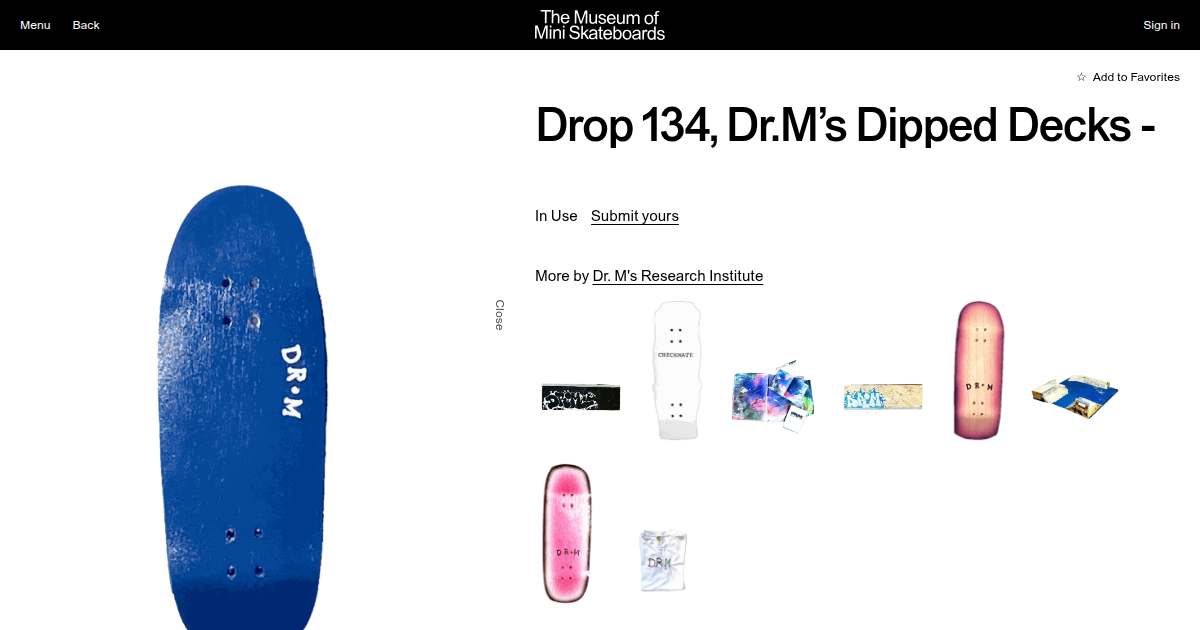 Menu
Back
The Museum of
Mini Skateboards
Sign in
☆ Add to Favorites
Drop 134, Dr.M’s Dipped Decks -
In Use Submit yours
More by Dr. M's Research Institute
Close
DR•M
CHECKMATE
DR•M
DR•M
DRM